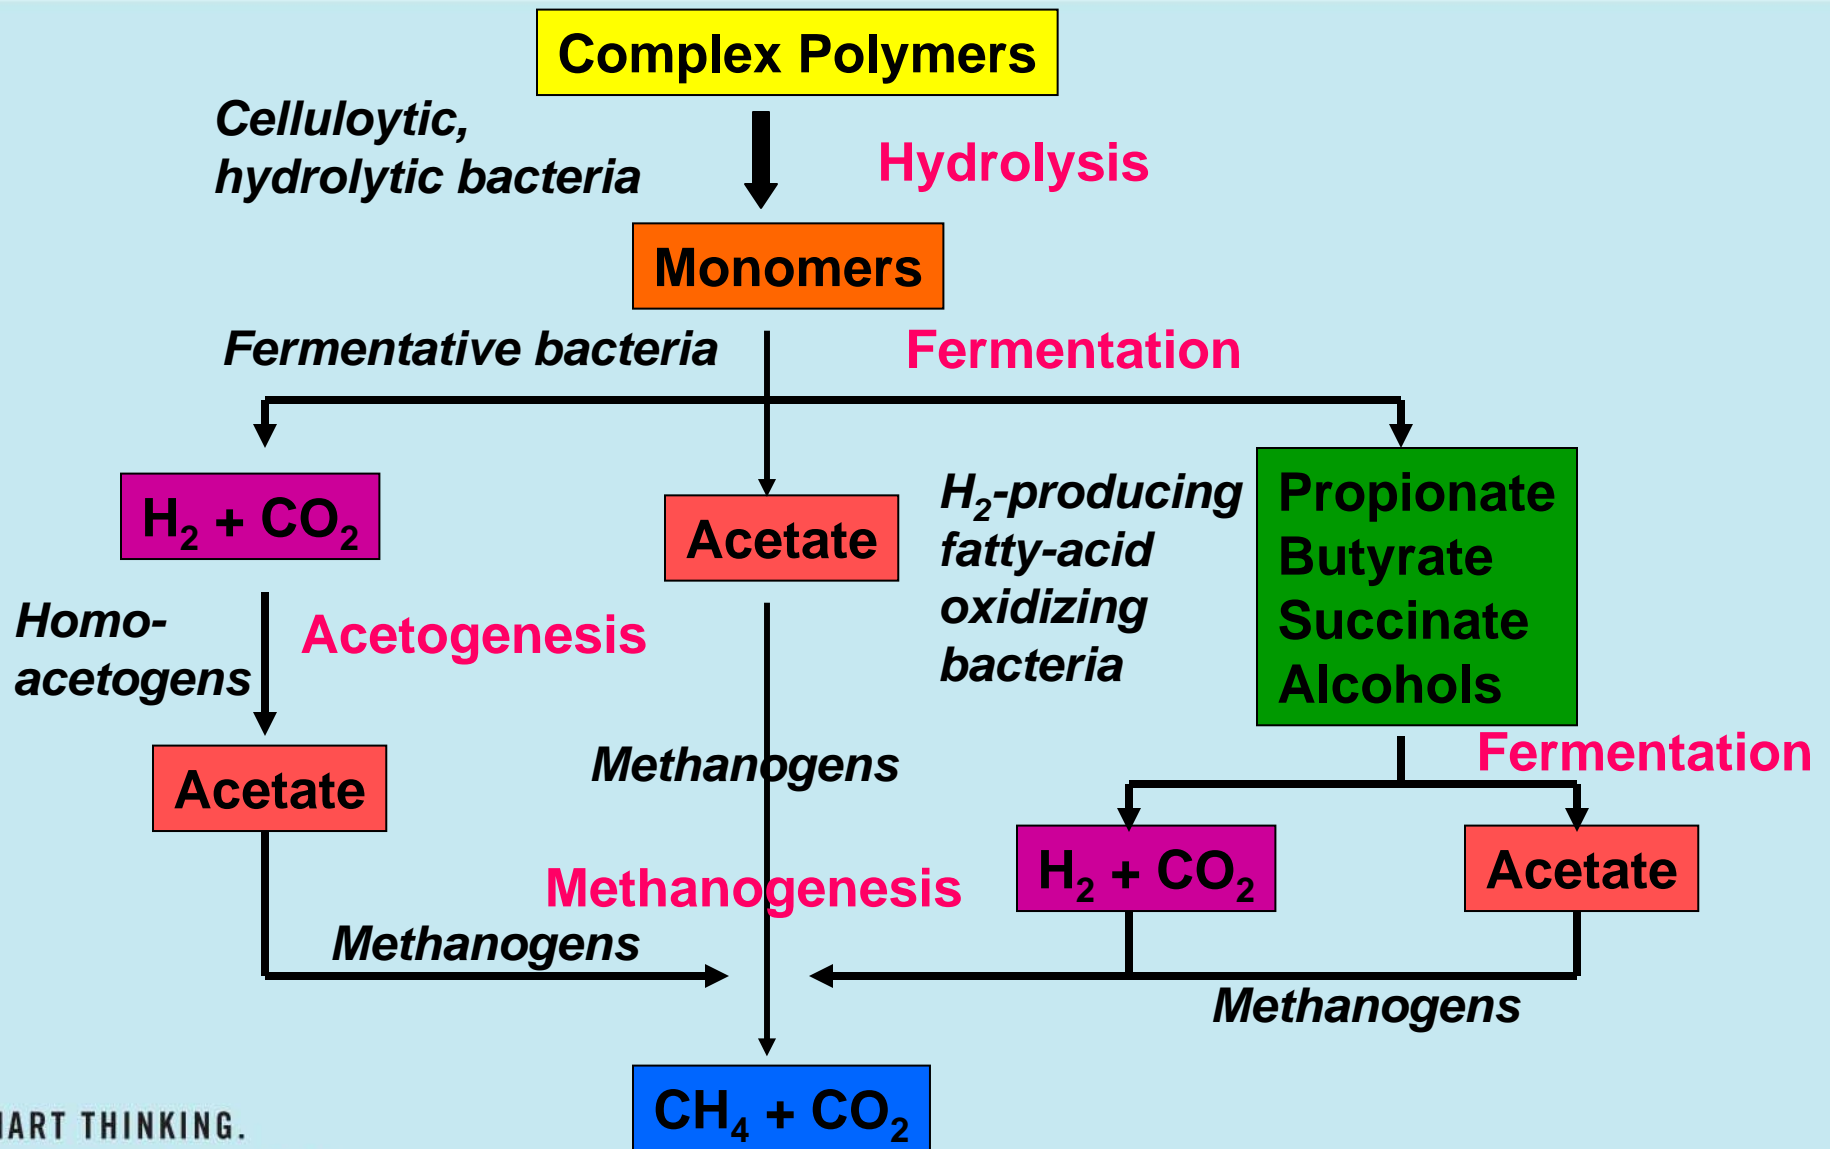 Complex Polymers
Celluloytic,
hydrolytic bacteria
Hydrolysis
Monomers
Fermentative bacteria
Fermentation
H₂ + CO₂
Acetate
H₂-producing
fatty-acid
oxidizing
bacteria
Propionate
Butyrate
Succinate
Alcohols
Homo-
acetogens
Acetogenesis
Methanogens
Fermentation
Acetate
H₂ + CO₂
Acetate
Methanogenesis
Methanogens
Methanogens
CH₄ + CO₂
THINKING.